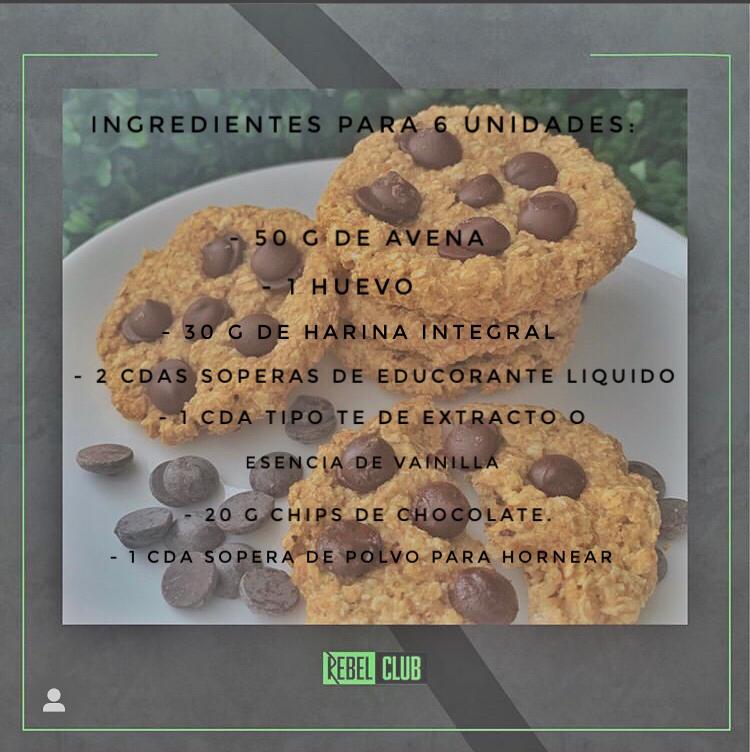 INGREDIENTES PARA 6 UNIDADES:
- 50 G DE AVENA
- 1 HUEVO
- 30 G DE HARINA INTEGRAL
- 2 CDAS SOPERAS DE EDUCORANTE LIQUIDO
- 1 CDA TIPO TE DE EXTRACTO O
ESENCIA DE VAINILLA
- 20 G CHIPS DE CHOCOLATE.
- 1 CDA SOPERA DE POLVO PARA HORNEAR
REBEL CLUB